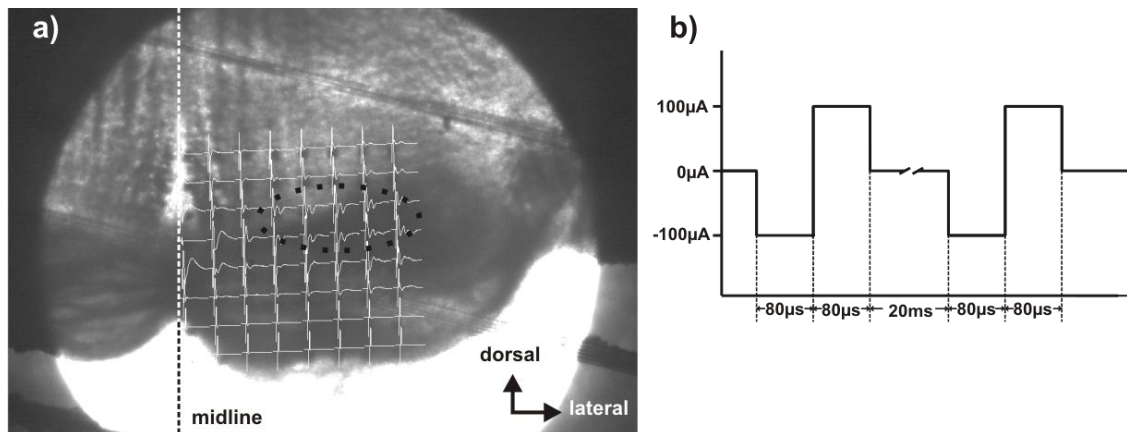 a)
dorsal
lateral
midline
b)
100µA
0µA
-100µA
80µs 80µs 20ms 80µs 80µs